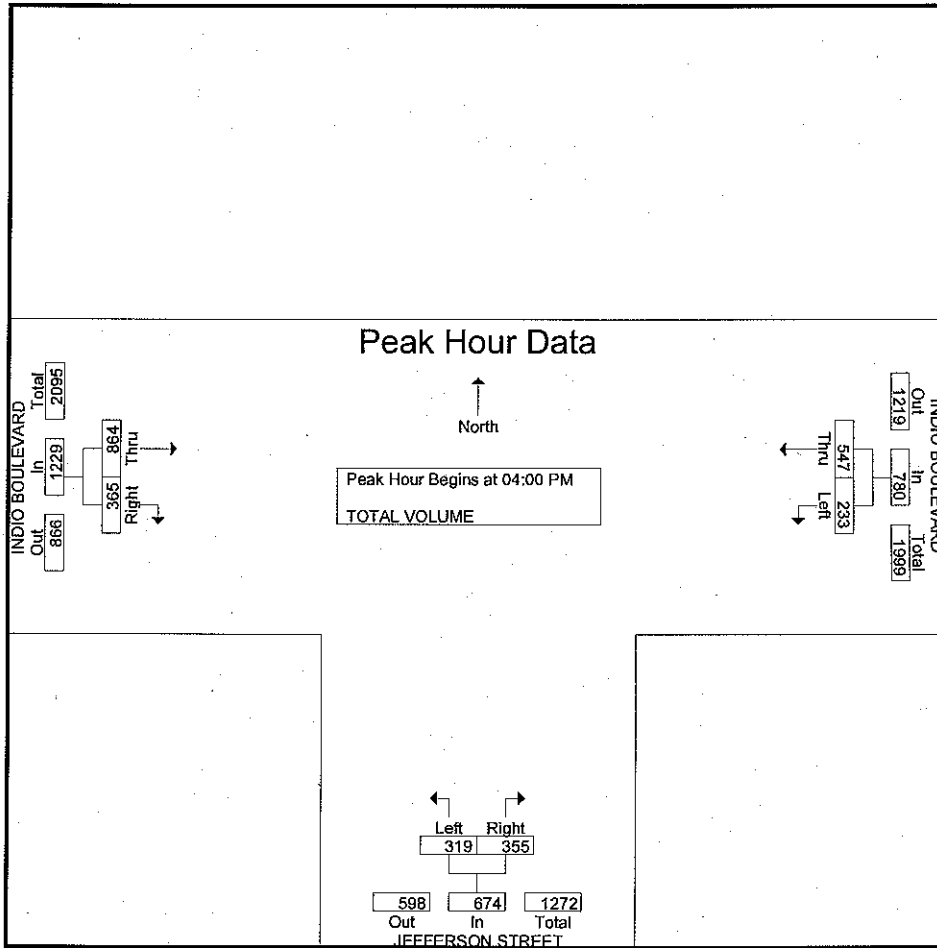 Peak Hour Data
North
Peak Hour Begins at 04:00 PM
TOTAL VOLUME
INDIO BOULEVARD
Out In Total
866 1229 2095
Right Thru
365 864
INDIO BOULEVARD
Out In Total
1219 780 1999
Thru Left
547 233
Left Right
319 355
598 674 1272
Out In Total
JEFFERSON STREET